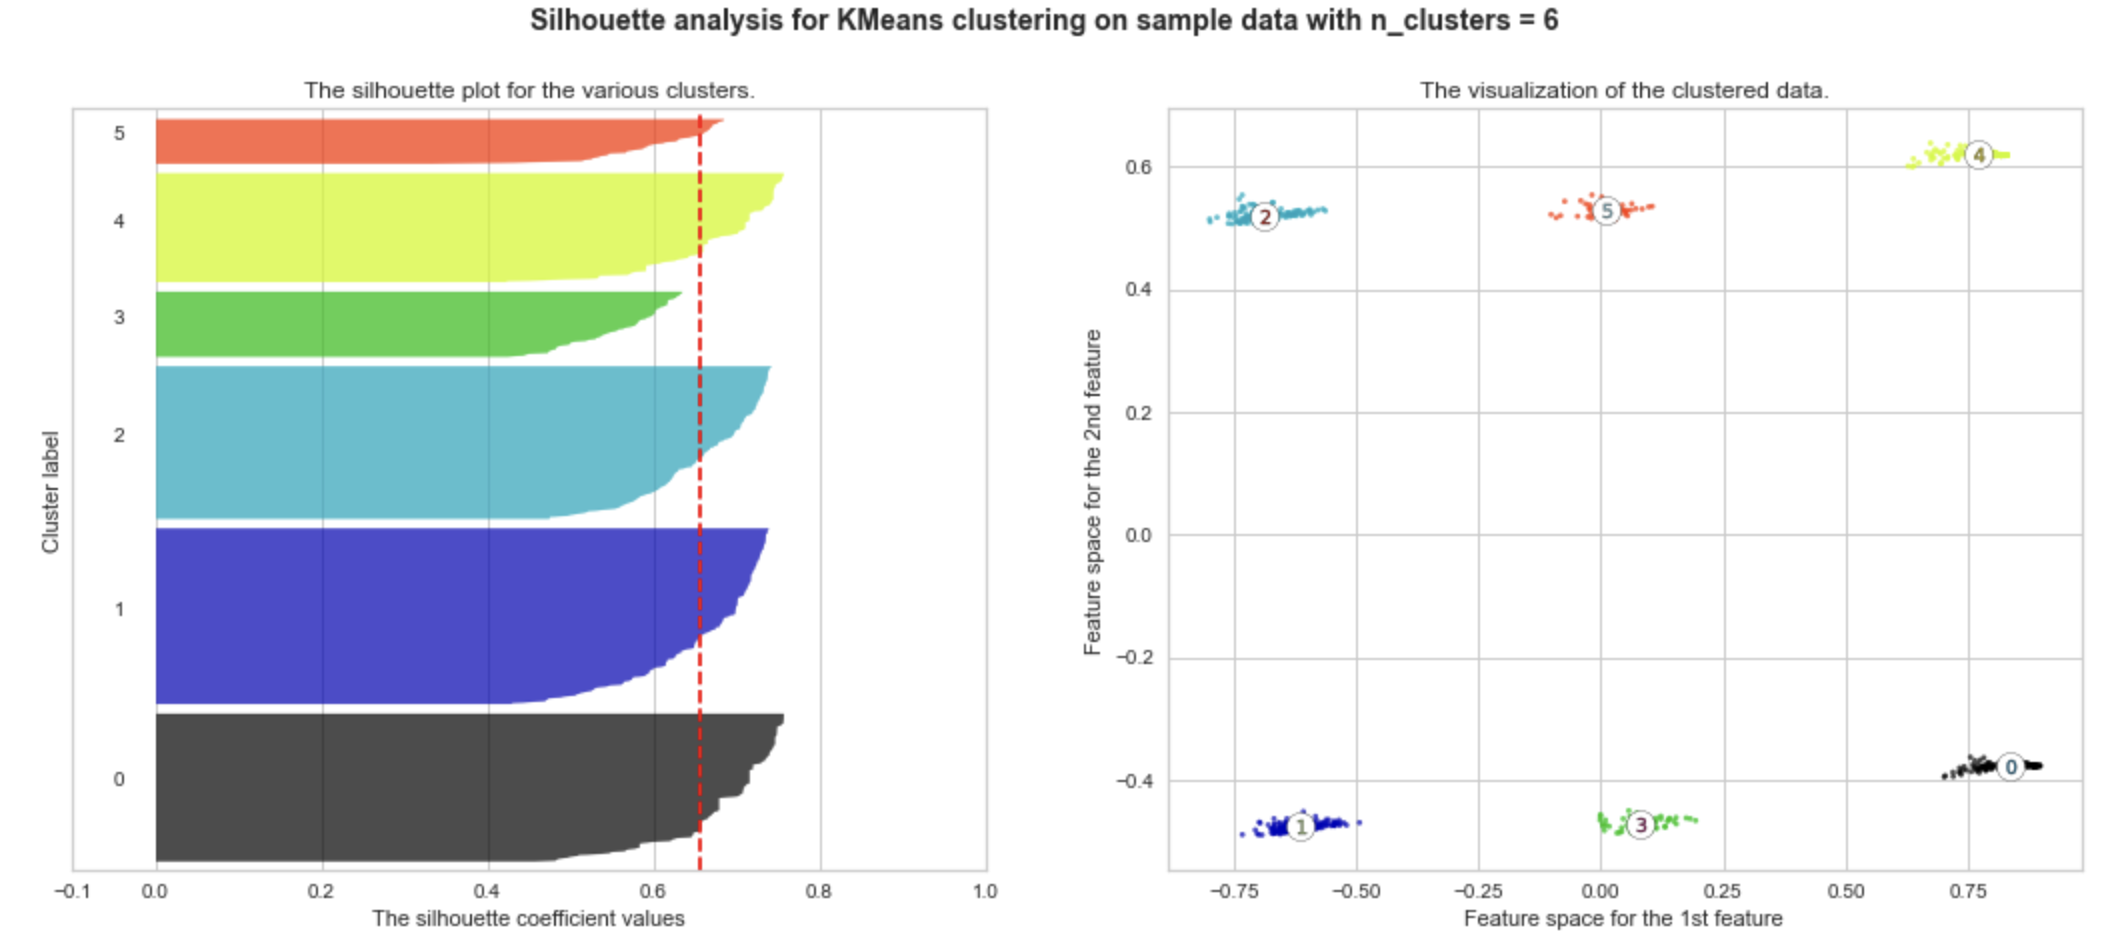 Silhouette analysis for KMeans clustering on sample data with n_clusters = 6
The silhouette plot for the various clusters.
5
4
3
2
1
0
Cluster label
−0.1 0.0 0.2 0.4 0.6 0.8 1.0
The silhouette coefficient values
The visualization of the clustered data.
0.6
0.4
0.2
0.0
−0.2
−0.4
Feature space for the 2nd feature
4
2 5
0
1 3
−0.75 −0.50 −0.25 0.00 0.25 0.50 0.75
Feature space for the 1st feature